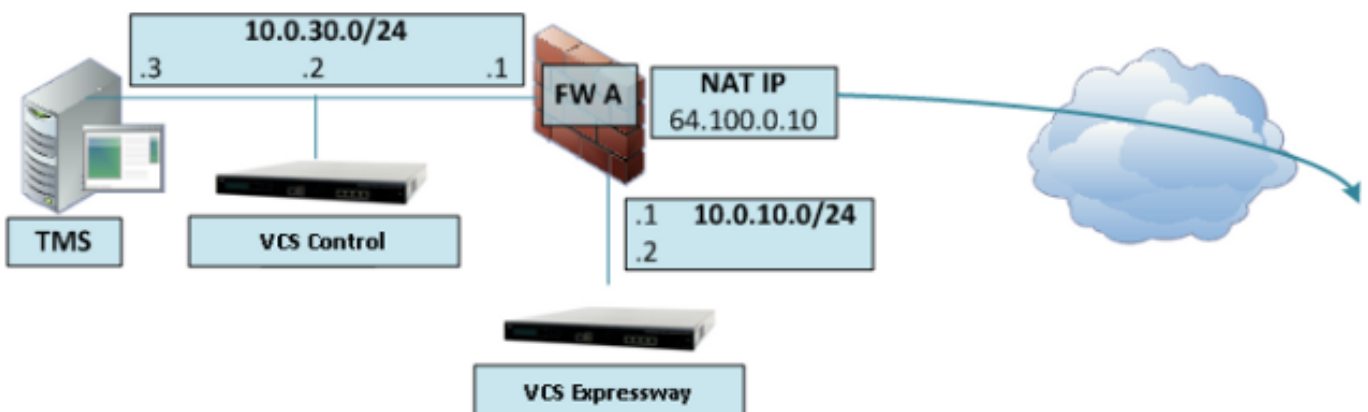 10.0.30.0/24
.3 .2 .1
FW A
NAT IP
64.100.0.10
TMS
VCS Control
.1 10.0.10.0/24
.2
VCS Expressway